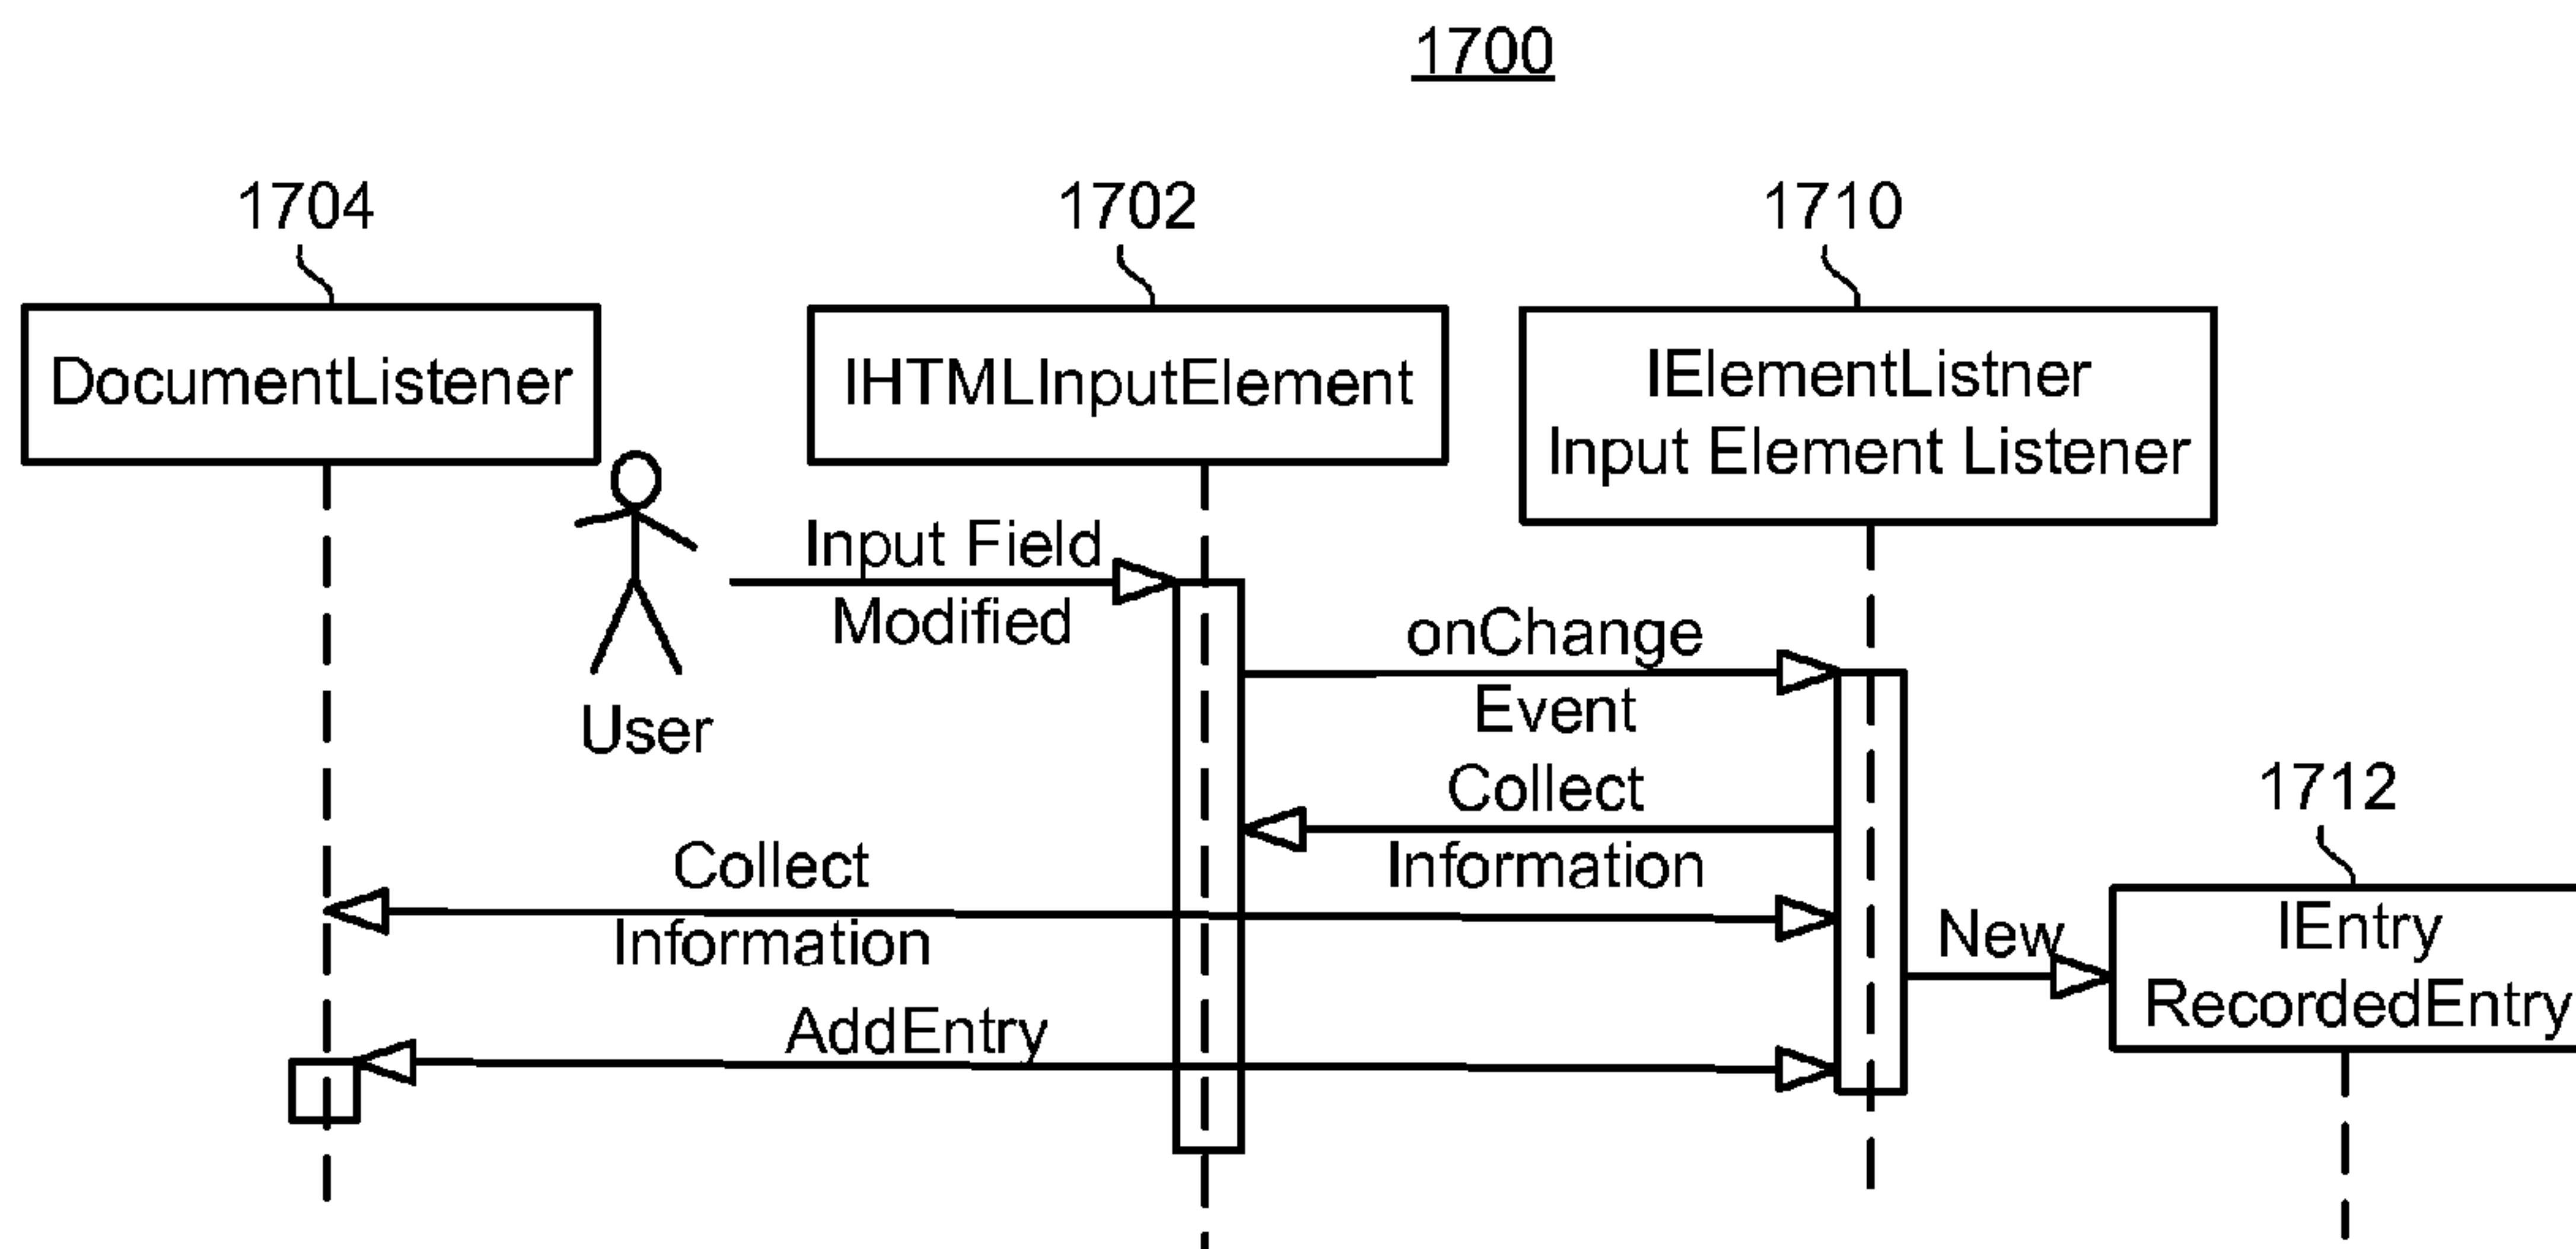 1700
1704
1702
1710
DocumentListener
IHTMLInputElement
IElementListner
Input Element Listener
Input Field
Modified
User
onChange
Event
Collect
Information
1712
Collect
Information
New
IEntry
RecordedEntry
AddEntry